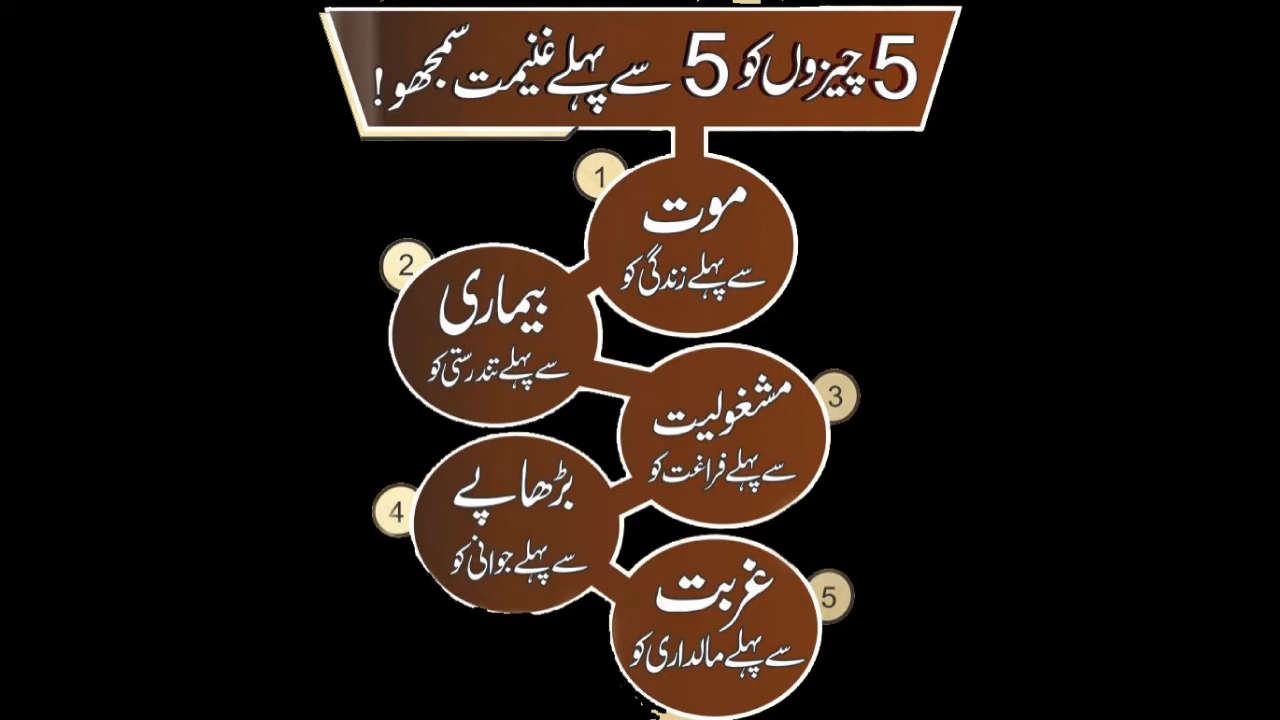 5 چیزوں کو 5 سے پہلے غنیمت سمجھو!
1
موت
سے پہلے زندگی کو
2
بیماری
سے پہلے تندرستی کو
3
مشغولیت
سے پہلے فراغت کو
4
بڑھاپے
سے پہلے جوانی کو
5
غربت
سے پہلے مالداری کو